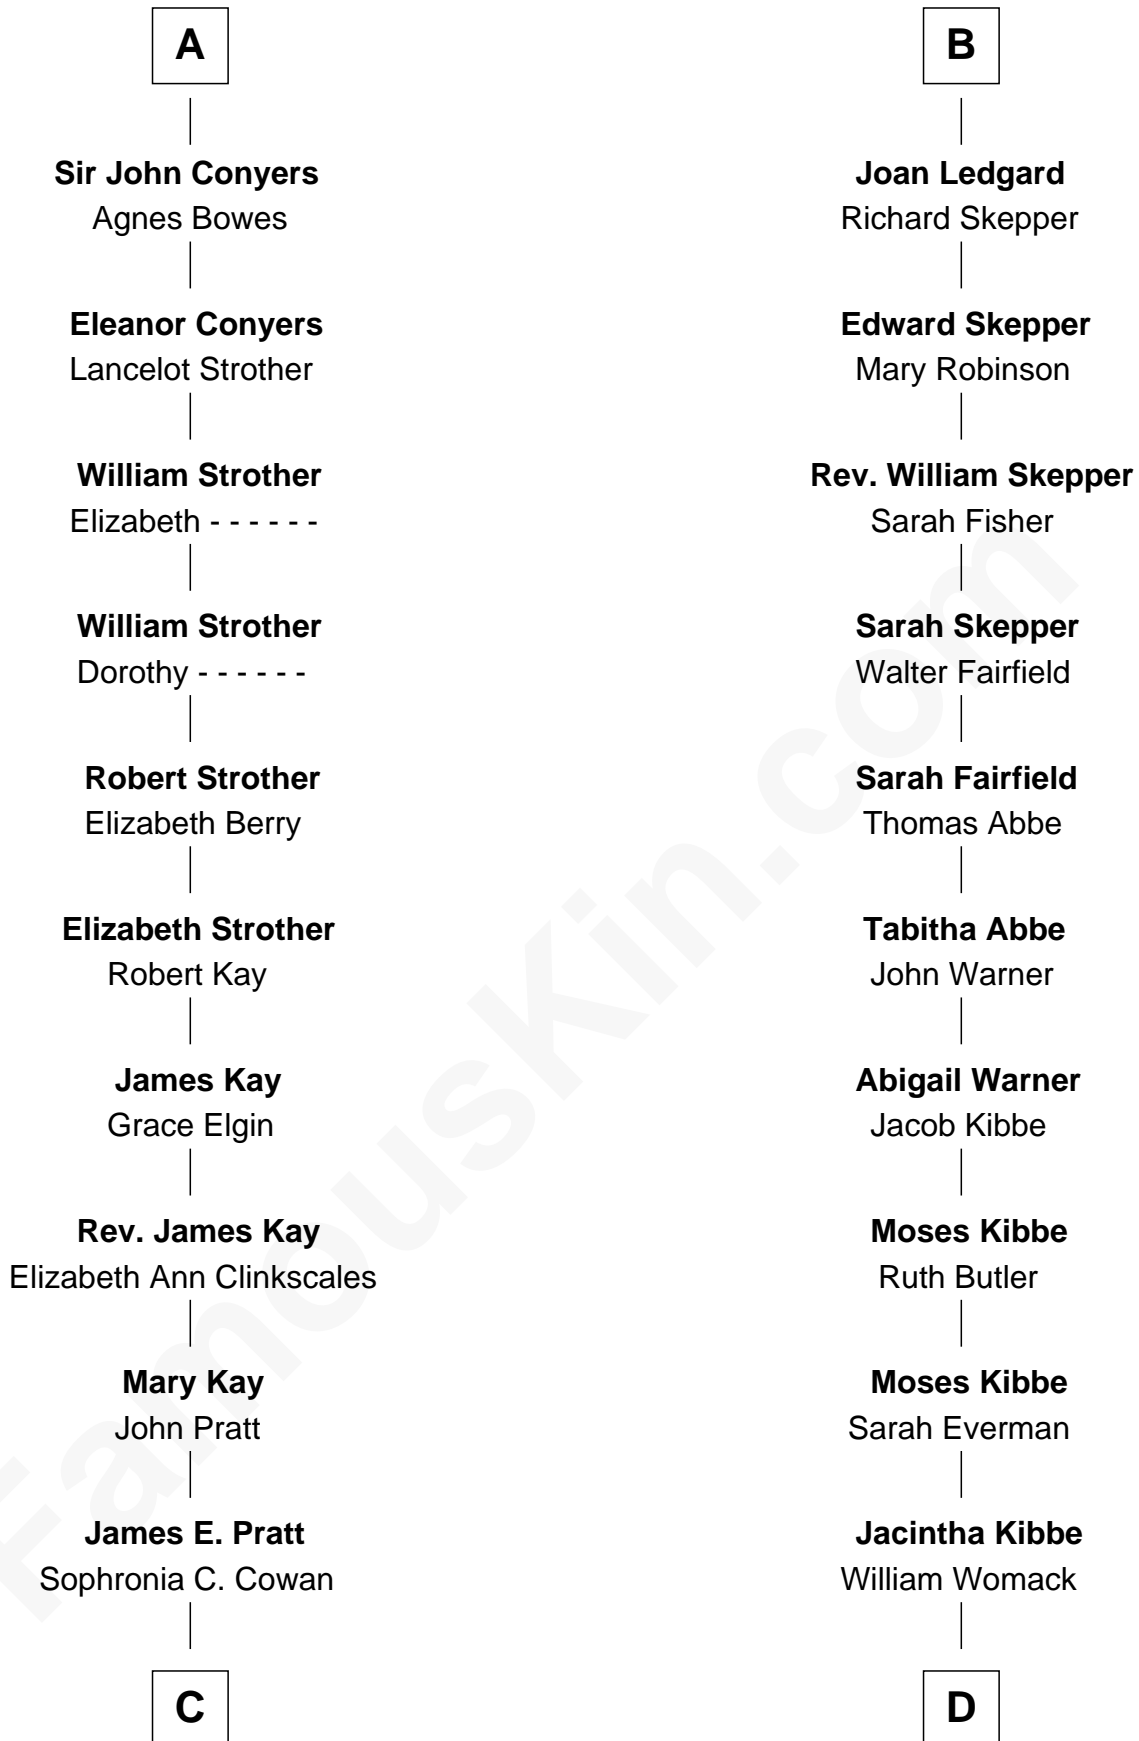 A
Sir John Conyers
Agnes Bowes
Eleanor Conyers
Lancelot Strother
William Strother
Elizabeth - - - - - -
William Strother
Dorothy - - - - - -
Robert Strother
Elizabeth Berry
Elizabeth Strother
Robert Kay
James Kay
Grace Elgin
Rev. James Kay
Elizabeth Ann Clinkscales
Mary Kay
John Pratt
James E. Pratt
Sophronia C. Cowan
C
B
Joan Ledgard
Richard Skepper
Edward Skepper
Mary Robinson
Rev. William Skepper
Sarah Fisher
Sarah Skepper
Walter Fairfield
Sarah Fairfield
Thomas Abbe
Tabitha Abbe
John Warner
Abigail Warner
Jacob Kibbe
Moses Kibbe
Ruth Butler
Moses Kibbe
Sarah Everman
Jacintha Kibbe
William Womack
D
FamousKin.com